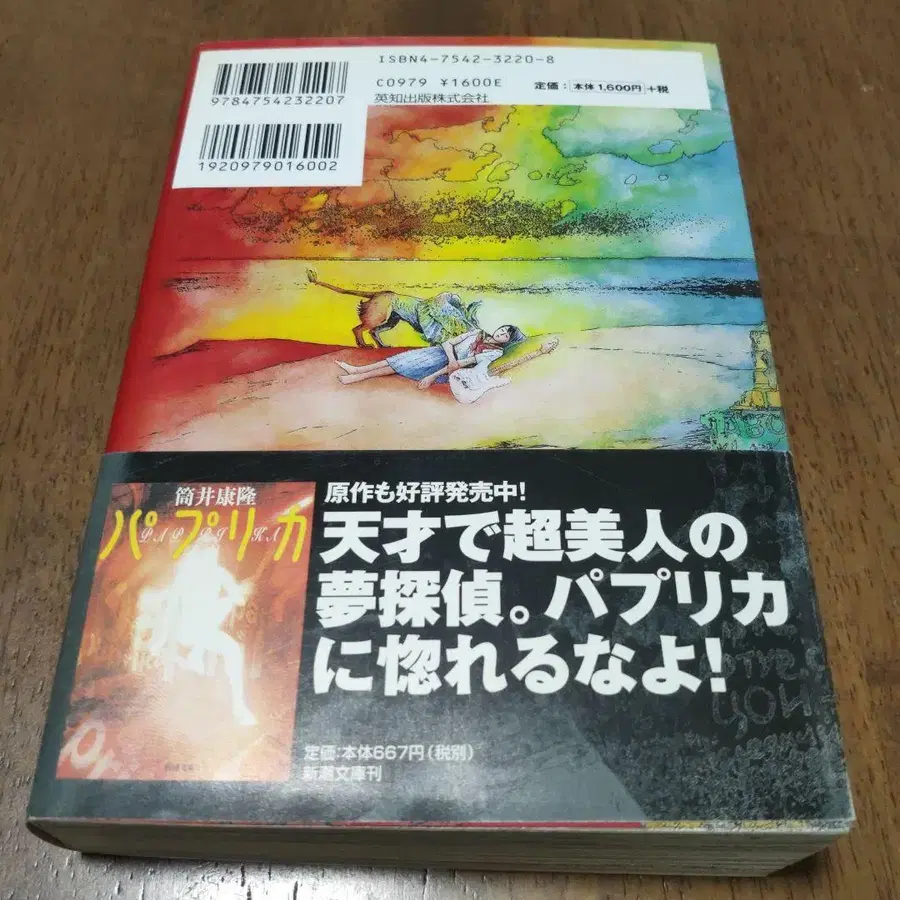 ISBN4-7542-3220-8
C0979 ¥1600E
英知出版株式会社
定価：本体1,600円+税
9784754232207
1920979016002
筒井康隆
パプリカ
PAPRIKA
原作も好評発売中!
天才で超美人の
夢探偵。パプリカ
に惚れるなよ!
定価:本体667円(税別)
新潮文庫刊